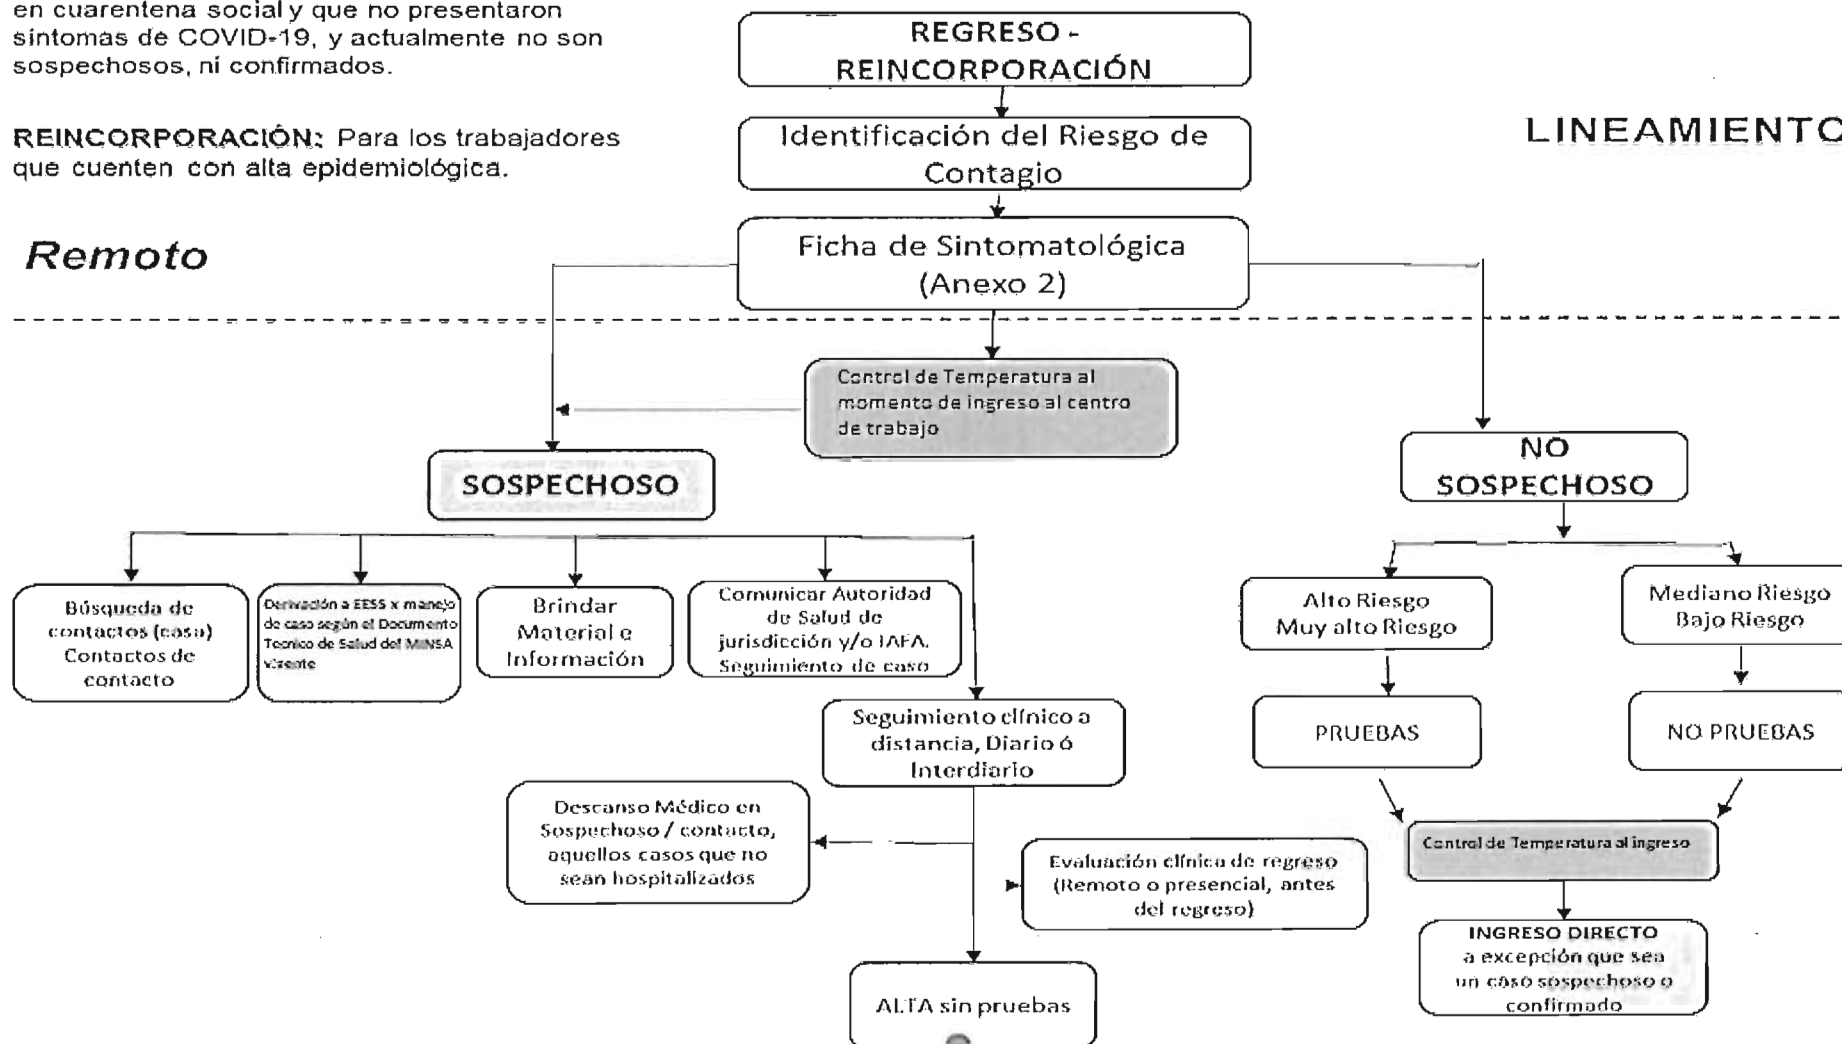 en cuarentena social y que no presentaron
síntomas de COVID-19, y actualmente no son
sospechosos, ni confirmados.
REINCORPORACIÓN: Para los trabajadores
que cuenten con alta epidemiológica.
Remoto
REGRESO -
REINCORPORACIÓN
Identificación del Riesgo de
Contagio
Ficha de Sintomatológica
(Anexo 2)
LINEAMIENTO
Control de Temperatura al
momento de ingreso al centro
de trabajo
SOSPECHOSO
NO
SOSPECHOSO
Búsqueda de
contactos (casa)
Contactos de
contacto
Derivación a EESS x manejo
de caso según el Documento
Tecnico de Salud del MINSA
vigente
Brindar
Material e
Información
Comunicar Autoridad
de Salud de
jurisdicción y/o IAFA.
Seguimiento de caso
Alto Riesgo
Muy alto Riesgo
Mediano Riesgo
Bajo Riesgo
Seguimiento clínico a
distancia, Diario ó
Interdiario
PRUEBAS
NO PRUEBAS
Descanso Médico en
Sospechoso / contacto,
aquellos casos que no
sean hospitalizados
Evaluación clínica de regreso
(Remoto o presencial, antes
del regreso)
Control de Temperatura al ingreso
INGRESO DIRECTO
a excepción que sea
un caso sospechoso o
confirmado
ALTA sin pruebas